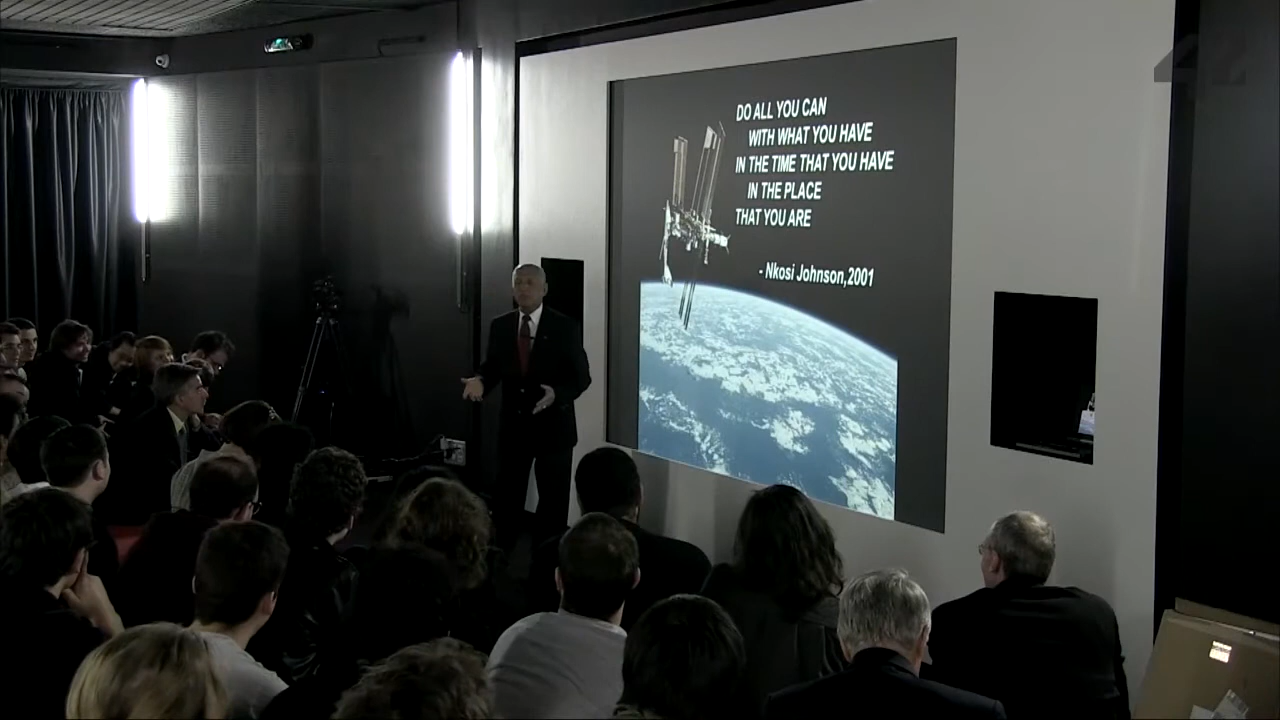 DO ALL YOU CAN
WITH WHAT YOU HAVE
IN THE TIME THAT YOU HAVE
IN THE PLACE
THAT YOU ARE
- Nkosi Johnson,2001
42